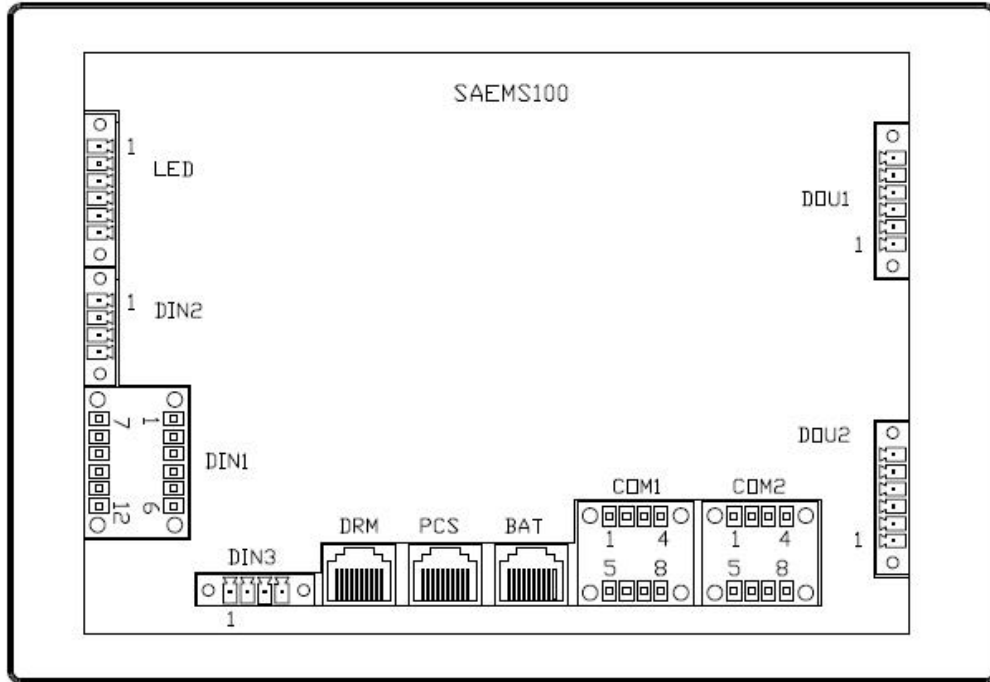 SAEMS100
1
LED
DOU1
1
1
DIN2
7 1
12 6
DIN1
DOU2
1
COM1 COM2
1 4 1 4
5 8 5 8
DRM PCS BAT
DIN3
1